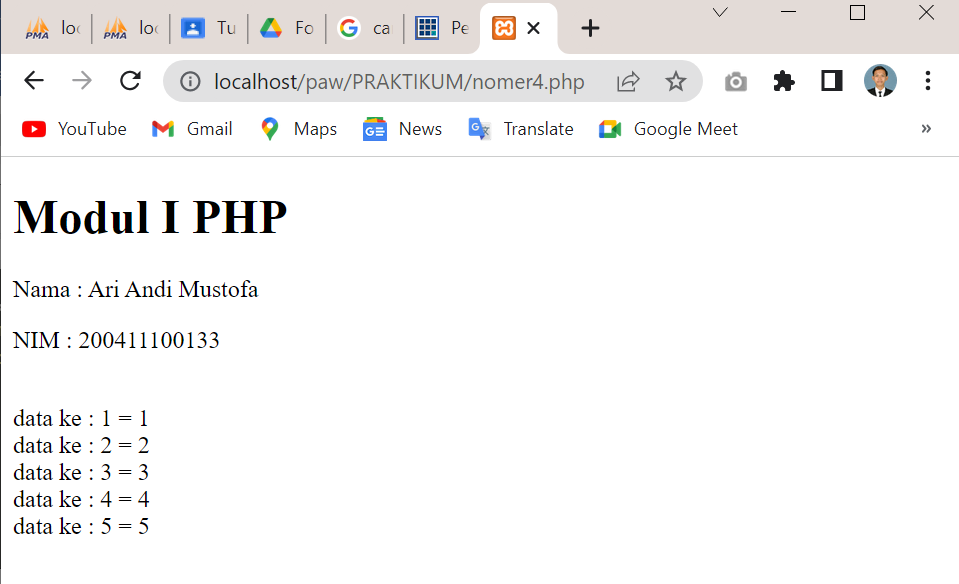 PMA loc PMA loc Tu Fo ca Pe
localhost/paw/PRAKTIKUM/nomer4.php
YouTube Gmail Maps News Translate Google Meet »
Modul I PHP
Nama : Ari Andi Mustofa
NIM : 200411100133
data ke : 1 = 1
data ke : 2 = 2
data ke : 3 = 3
data ke : 4 = 4
data ke : 5 = 5